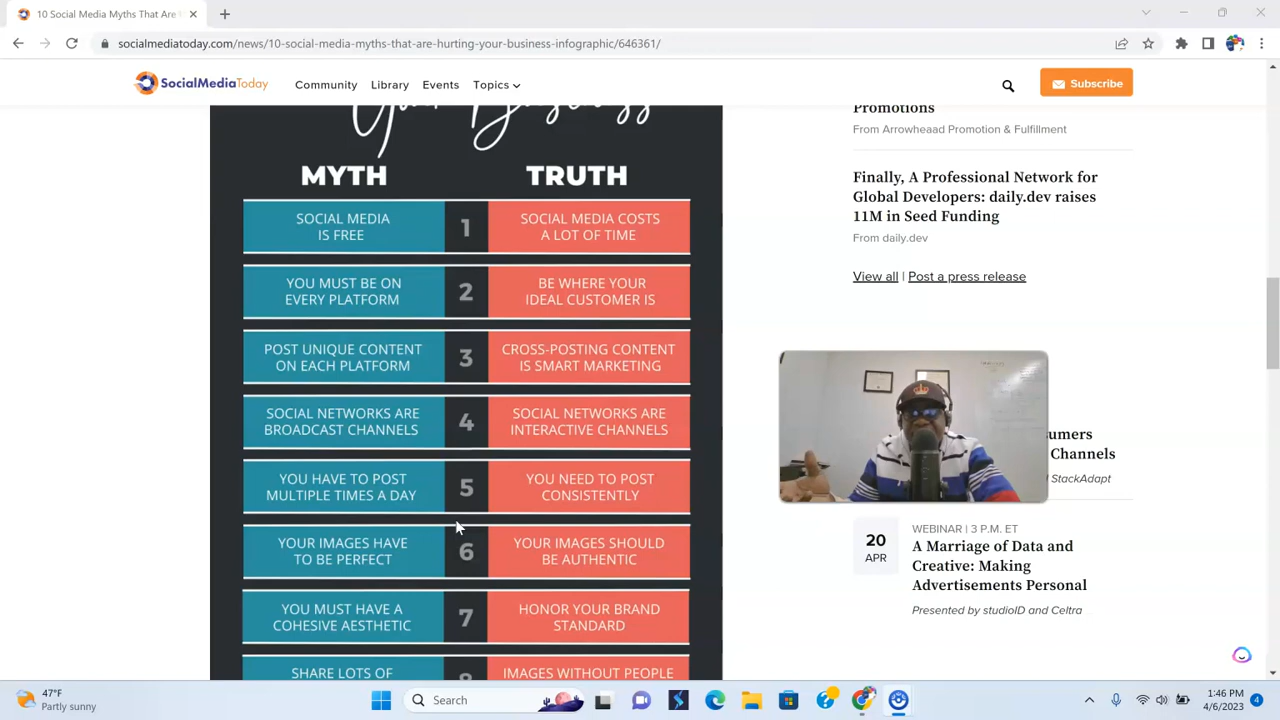 10 Social Media Myths That Are
socialmediatoday.com/news/10-social-media-myths-that-are-hurting-your-business-infographic/646361/
SocialMediaToday
Community Library Events Topics
Subscribe
Your Business
MYTH TRUTH
SOCIAL MEDIA
IS FREE
1
SOCIAL MEDIA COSTS
A LOT OF TIME
YOU MUST BE ON
EVERY PLATFORM
2
BE WHERE YOUR
IDEAL CUSTOMER IS
POST UNIQUE CONTENT
ON EACH PLATFORM
3
CROSS-POSTING CONTENT
IS SMART MARKETING
SOCIAL NETWORKS ARE
BROADCAST CHANNELS
4
SOCIAL NETWORKS ARE
INTERACTIVE CHANNELS
YOU HAVE TO POST
MULTIPLE TIMES A DAY
5
YOU NEED TO POST
CONSISTENTLY
YOUR IMAGES HAVE
TO BE PERFECT
6
YOUR IMAGES SHOULD
BE AUTHENTIC
YOU MUST HAVE A
COHESIVE AESTHETIC
7
HONOR YOUR BRAND
STANDARD
SHARE LOTS OF
8
IMAGES WITHOUT PEOPLE
Promotions
From Arrowheaad Promotion & Fulfillment
Finally, A Professional Network for
Global Developers: daily.dev raises
11M in Seed Funding
From daily.dev
View all | Post a press release
umers
Channels
StackAdapt
20
APR
WEBINAR | 3 P.M. ET
A Marriage of Data and
Creative: Making
Advertisements Personal
Presented by studioID and Celtra
47°F
Partly sunny
Search
1:46 PM
4/6/2023
4